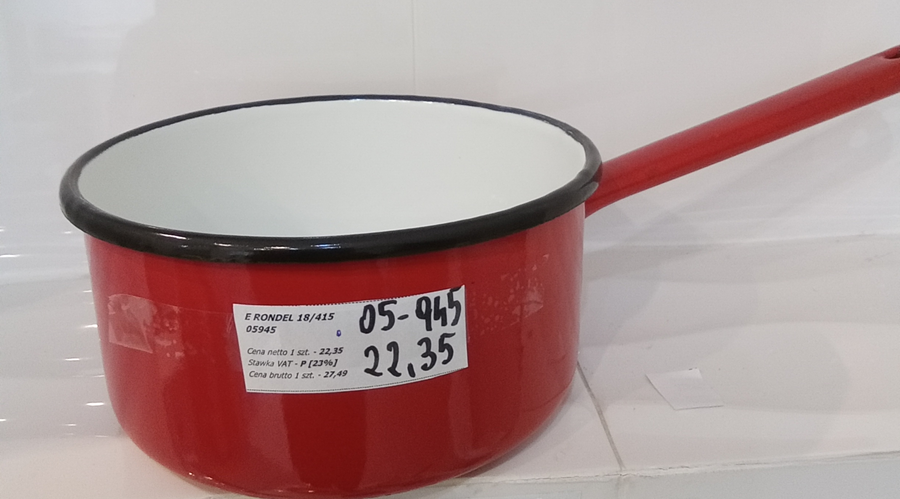 E RONDEL 18/415
05945
05-945
22,35
Cena netto 1 szt. - 22,35
Stawka VAT - P [23%]
Cena brutto 1 szt. - 27,49